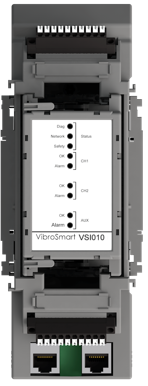 Diag
Network
Status
Safety
OK
CH1
Alarm
OK
CH2
Alarm
OK
AUX
Alarm
VibroSmart VSI010